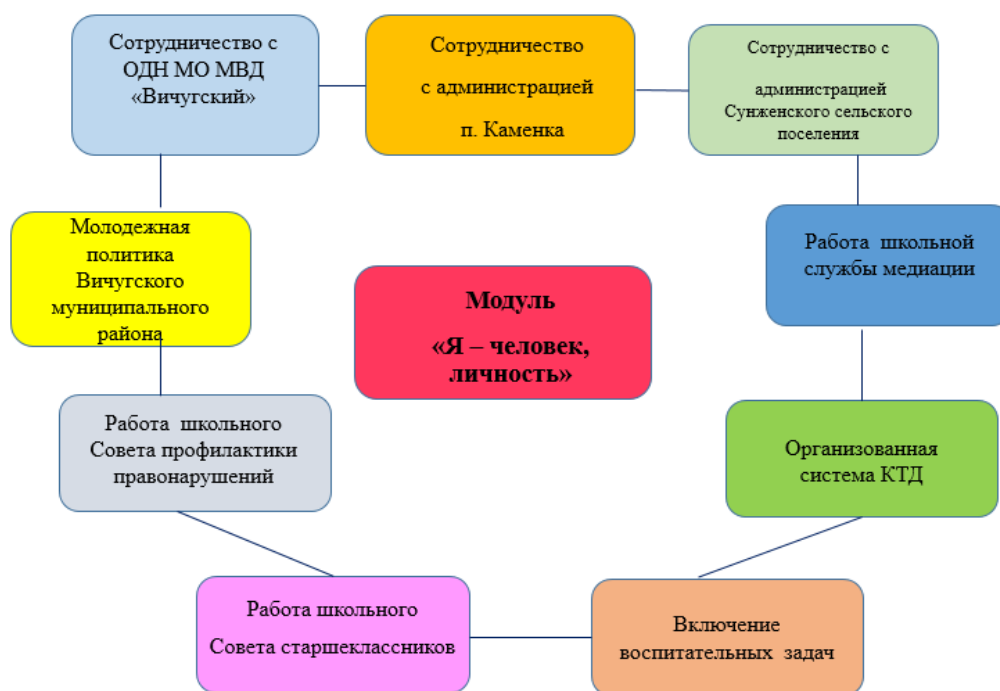 Сотрудничество с
ОДН МО МВД
«Вичугский»
Сотрудничество
с администрацией
п. Каменка
Сотрудничество с
администрацией
Сунженского сельского
поселения
Молодежная
политика
Вичугского
муниципального
района
Модуль
«Я – человек,
личность»
Работа школьной
службы медиации
Работа школьного
Совета профилактики
правонарушений
Организованная
система КТД
Работа школьного
Совета старшеклассников
Включение
воспитательных задач